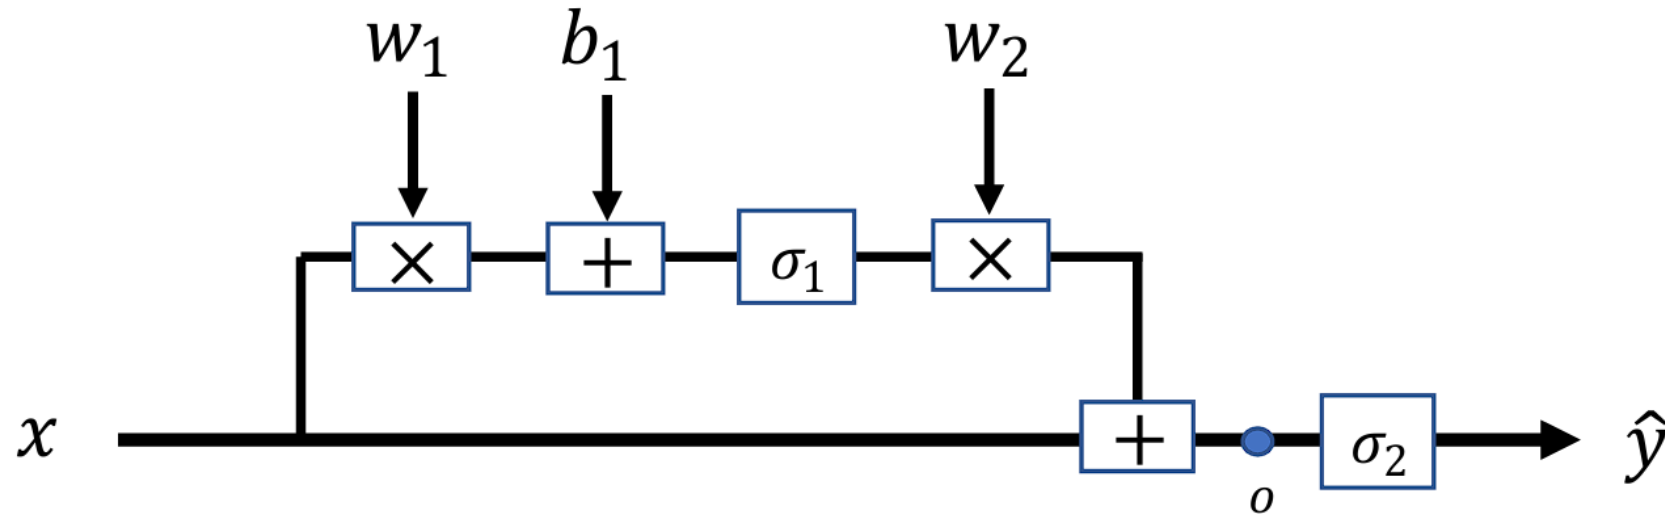 w₁ b₁ w₂
× + σ₁ ×
x + o σ₂ ŷ